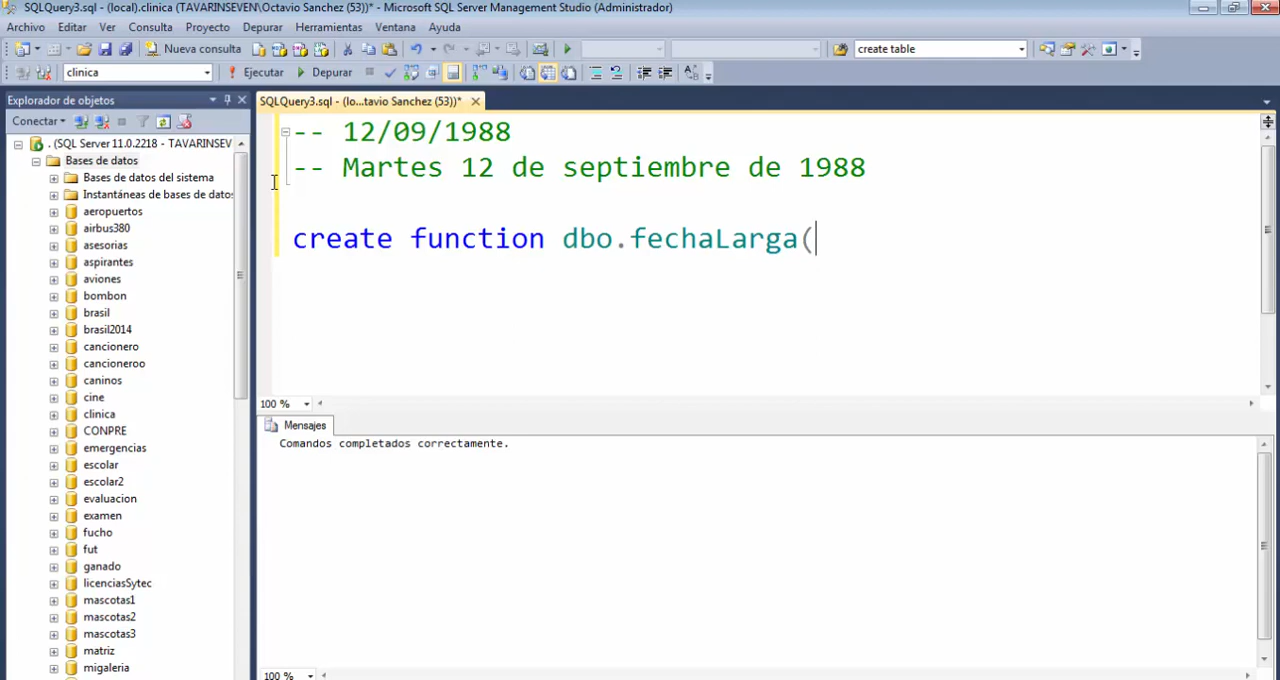 SQLQuery3.sql - (local).clinica (TAVARINSEVEN\Octavio Sanchez (53))* - Microsoft SQL Server Management Studio (Administrador)
Archivo Editar Ver Consulta Proyecto Depurar Herramientas Ventana Ayuda
Nueva consulta create table
clinica Ejecutar Depurar
Explorador de objetos
SQLQuery3.sql - (lo...tavio Sanchez (53))*
Conectar
. (SQL Server 11.0.2218 - TAVARINSEV
Bases de datos
Bases de datos del sistema
Instantáneas de bases de datos
aeropuertos
airbus380
asesorias
aspirantes
aviones
bombon
brasil
brasil2014
cancionero
cancioneroo
caninos
cine
clinica
CONPRE
emergencias
escolar
escolar2
evaluacion
examen
fucho
fut
ganado
licenciasSytec
mascotas1
mascotas2
mascotas3
matriz
migaleria
-- 12/09/1988
-- Martes 12 de septiembre de 1988
create function dbo.fechaLarga(
100 %
Mensajes
Comandos completados correctamente.
100 %